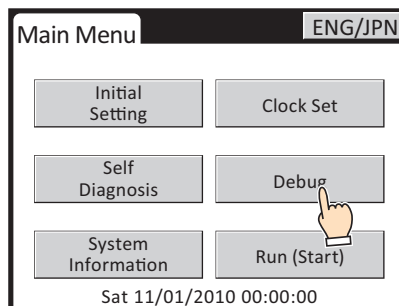 Main Menu
ENG/JPN
Initial
Setting
Clock Set
Self
Diagnosis
Debug
System
Information
Run (Start)
Sat 11/01/2010 00:00:00